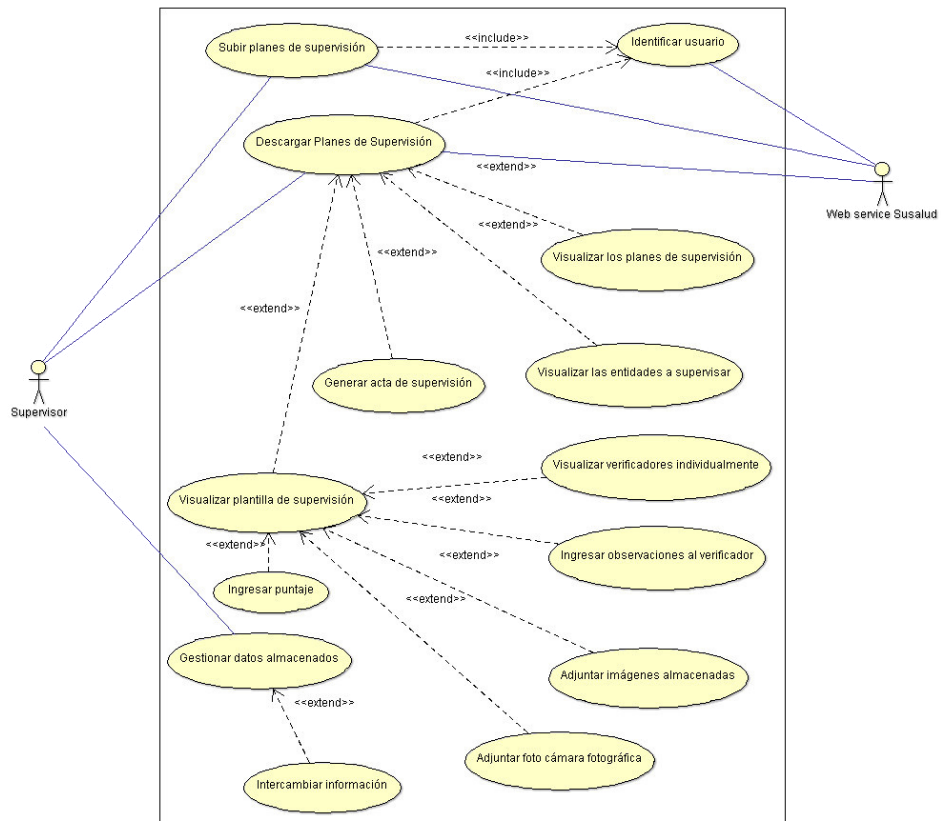 Subir planes de supervisión
<<include>>
Identificar usuario
<<include>>
Descargar Planes de Supervisión
<<extend>>
Web service Susalud
<<extend>>
Visualizar los planes de supervisión
<<extend>>
<<extend>>
Visualizar las entidades a supervisar
Generar acta de supervisión
Supervisor
<<extend>>
Visualizar verificadores individualmente
Visualizar plantilla de supervisión
<<extend>>
<<extend>>
<<extend>>
Ingresar observaciones al verificador
Ingresar puntaje
<<extend>>
Gestionar datos almacenados
Adjuntar imágenes almacenadas
<<extend>>
Adjuntar foto cámara fotográfica
Intercambiar información